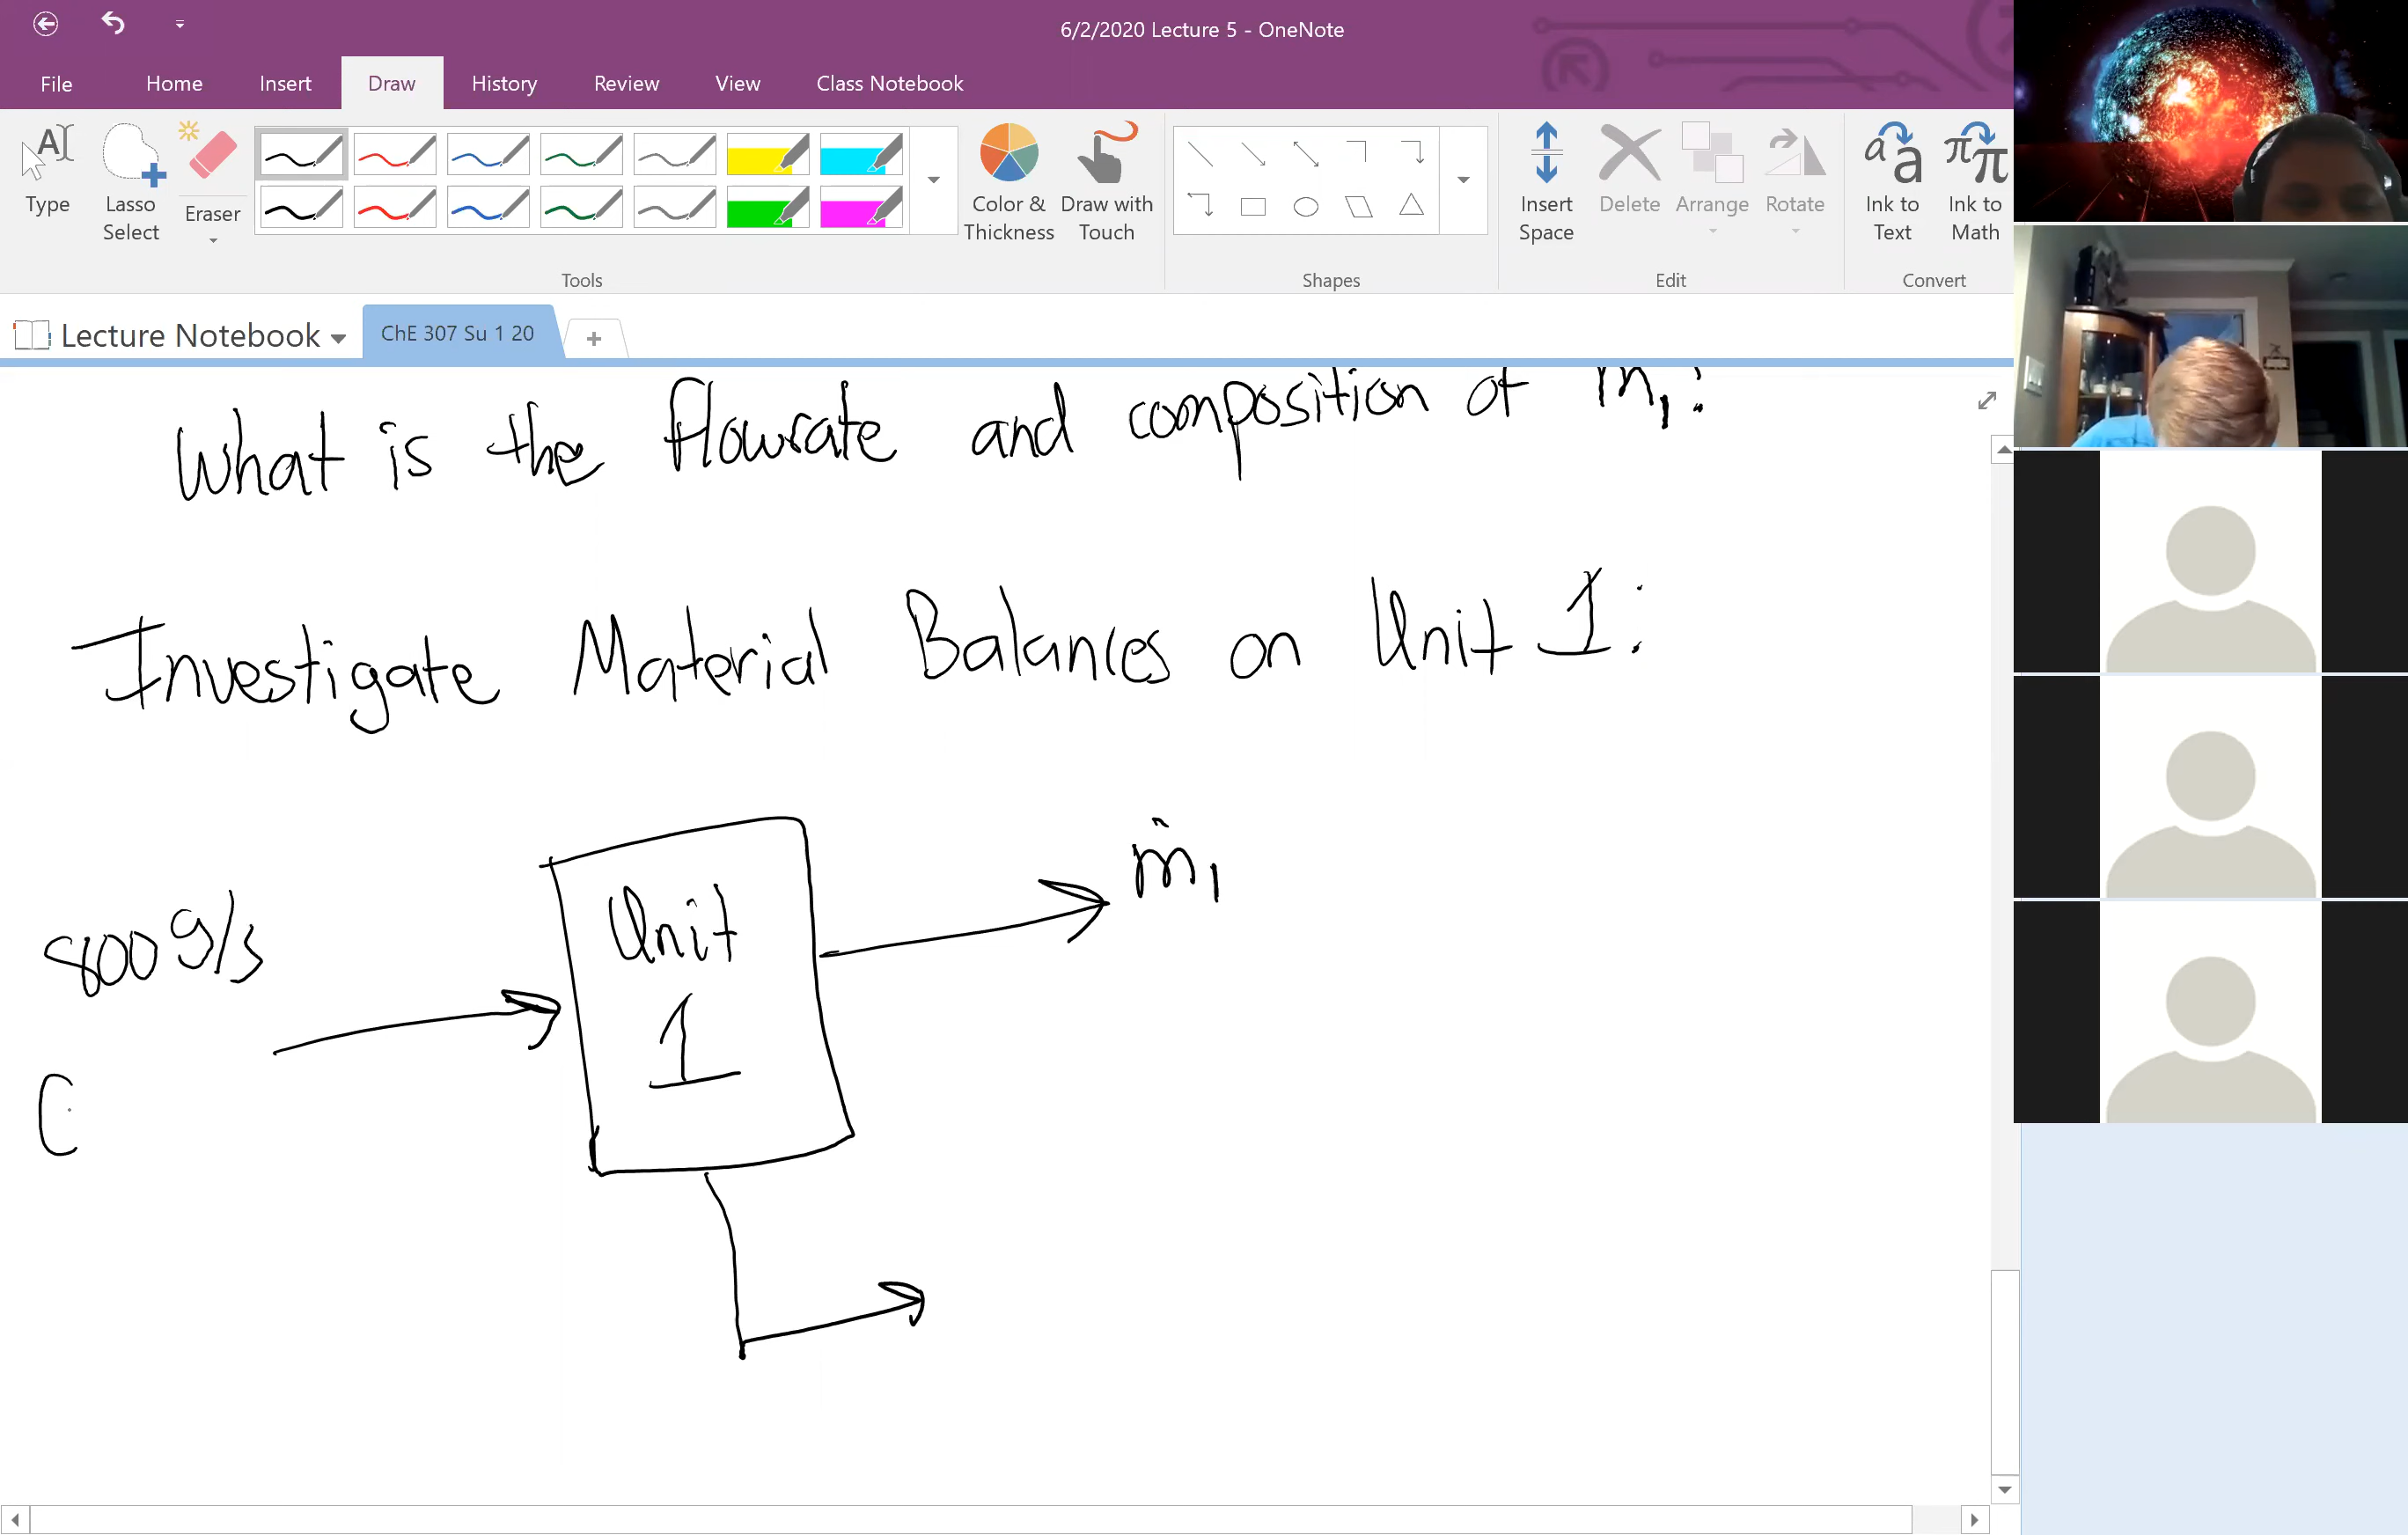 6/2/2020 Lecture 5 - OneNote
File Home Insert Draw History Review View Class Notebook
Type
Lasso Select
Eraser
Color & Thickness
Draw with Touch
Insert Space
Delete
Arrange
Rotate
Ink to Text
Ink to Math
Tools Shapes Edit Convert
Lecture Notebook ChE 307 Su 1 20 +
What is the flowrate and composition of ṁ₁?
Investigate Material Balances on Unit 1:
800 g/s
Unit
1
ṁ₁